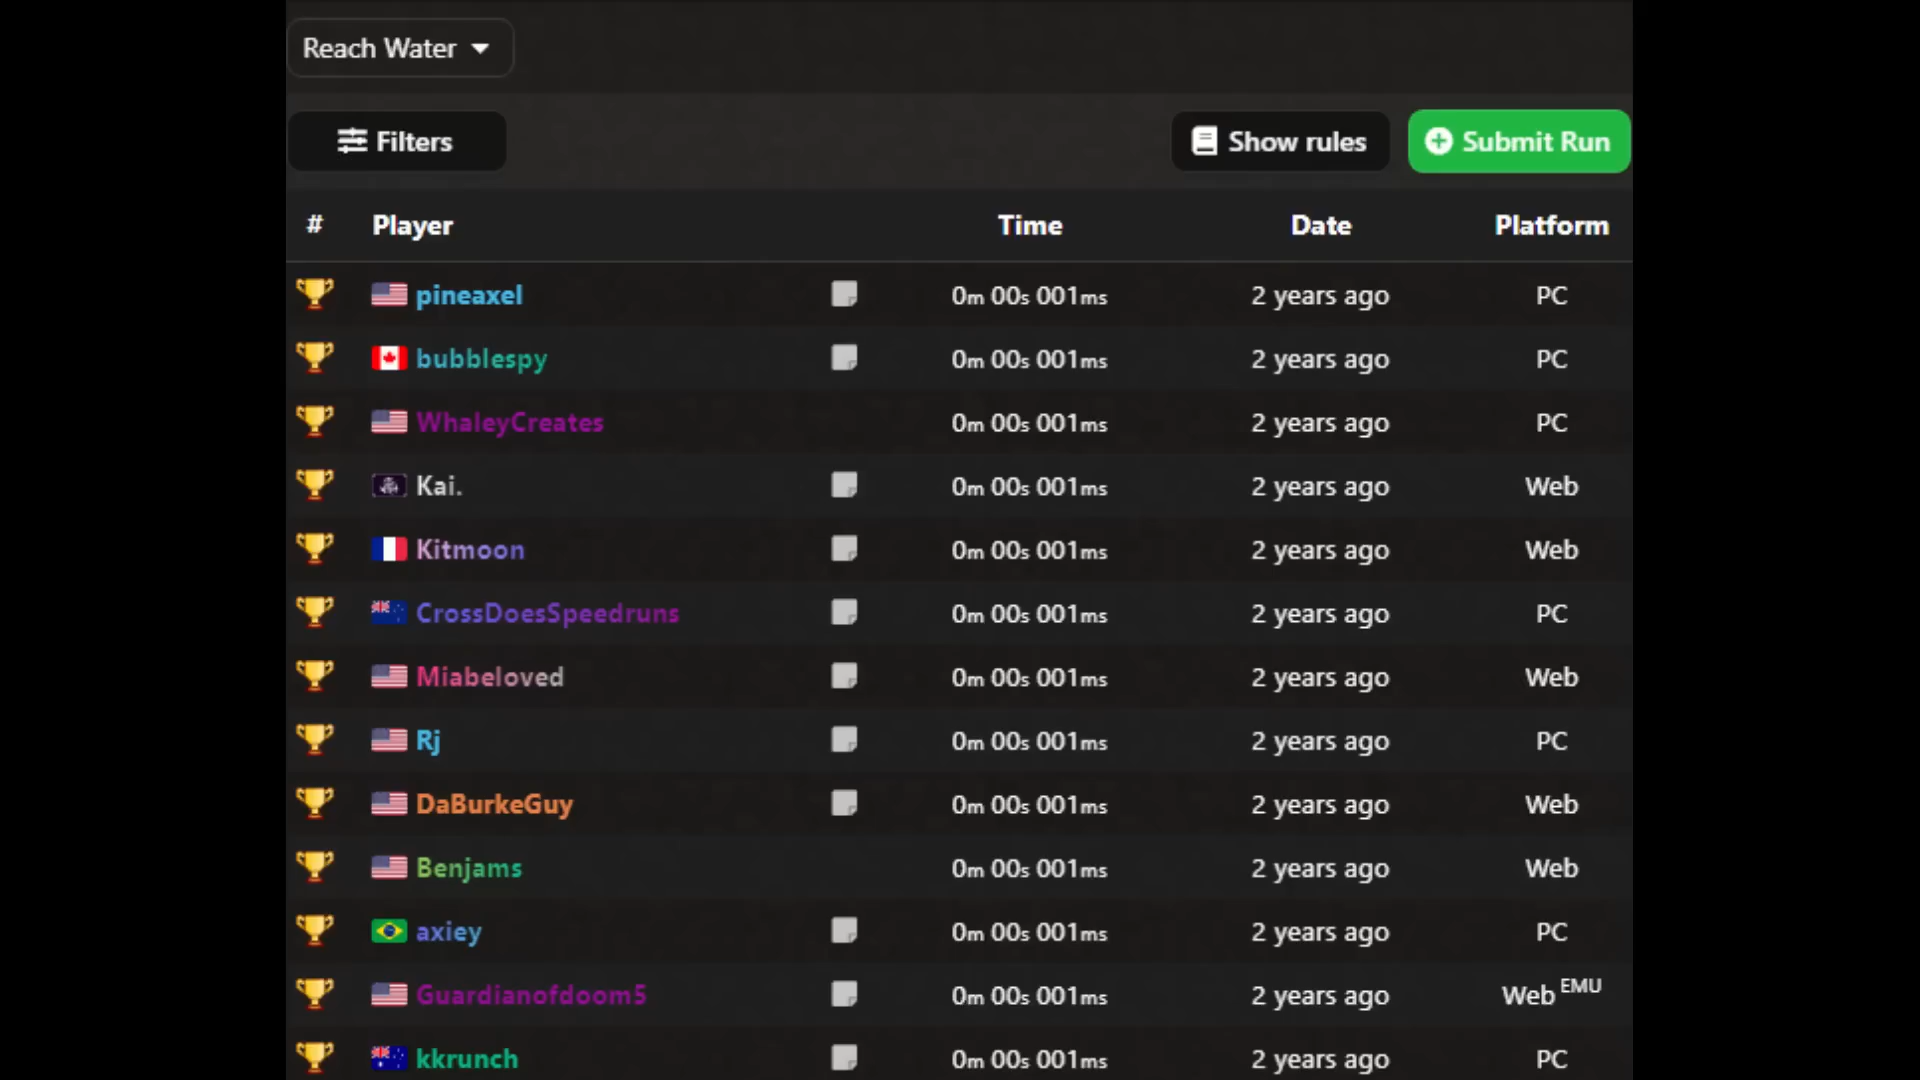 Reach Water
Filters Show rules Submit Run
# Player Time Date Platform
pineaxel 0m 00s 001ms 2 years ago PC
bubblespy 0m 00s 001ms 2 years ago PC
WhaleyCreates 0m 00s 001ms 2 years ago PC
Kai. 0m 00s 001ms 2 years ago Web
Kitmoon 0m 00s 001ms 2 years ago Web
CrossDoesSpeedruns 0m 00s 001ms 2 years ago PC
Miabeloved 0m 00s 001ms 2 years ago Web
Rj 0m 00s 001ms 2 years ago PC
DaBurkeGuy 0m 00s 001ms 2 years ago Web
Benjams 0m 00s 001ms 2 years ago Web
axiey 0m 00s 001ms 2 years ago PC
Guardianofdoom5 0m 00s 001ms 2 years ago Web EMU
kkrunch 0m 00s 001ms 2 years ago PC